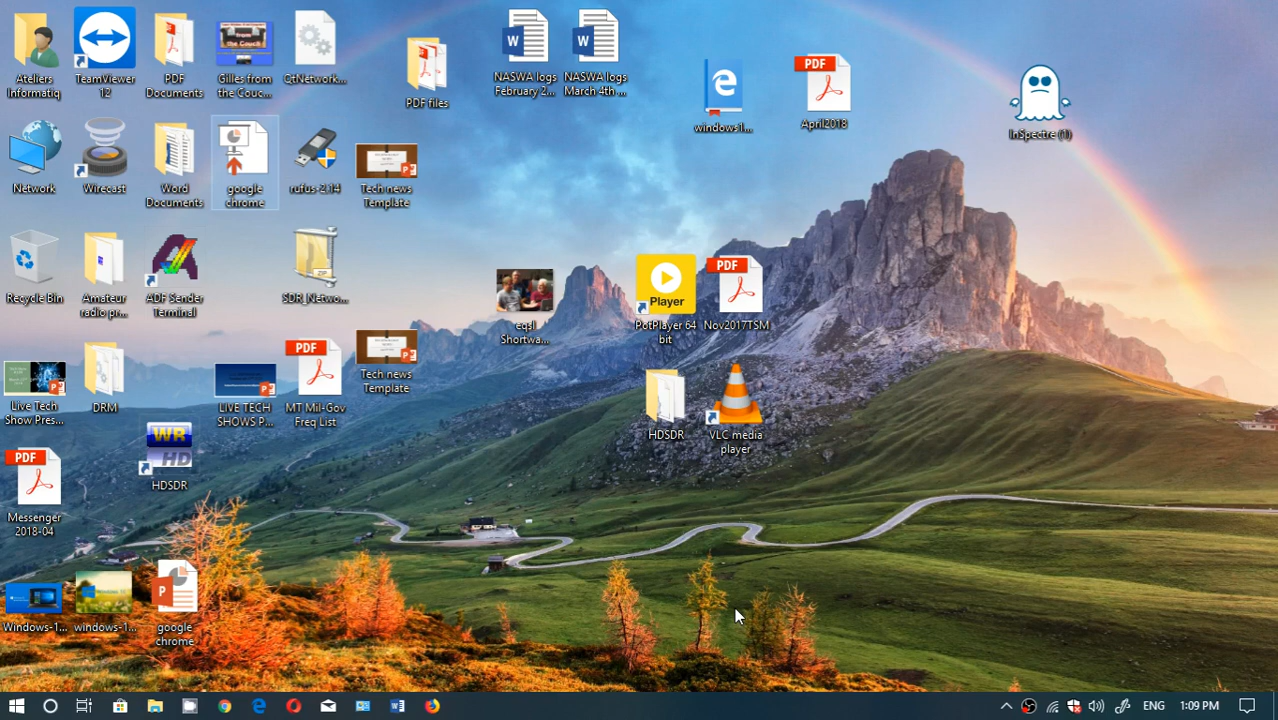 Ateliers
Informatiq
TeamViewer
12
PDF
Documents
Gilles from
the Couc...
QtNetwork...
PDF files
NASWA logs
February 2...
NASWA logs
March 4th ...
windows1...
PDF
April2018
InSpectre (1)
Network
Wirecast
Word
Documents
google
chrome
rufus-2.14
Tech news
Template
Recycle Bin
Amateur
radio pr...
ADF Sender
Terminal
ZIP
SDR_Netwo...
eqsl
Shortwa...
Player
PotPlayer 64
bit
PDF
Nov2017TSM
Live Tech
Show Pres...
DRM
LIVE TECH
SHOWS P...
PDF
MT Mil-Gov
Freq List
Tech news
Template
HDSDR
VLC media
player
PDF
Messenger
2018-04
WR
HD
HDSDR
Windows-1...
windows-1...
google
chrome
ENG
1:09 PM